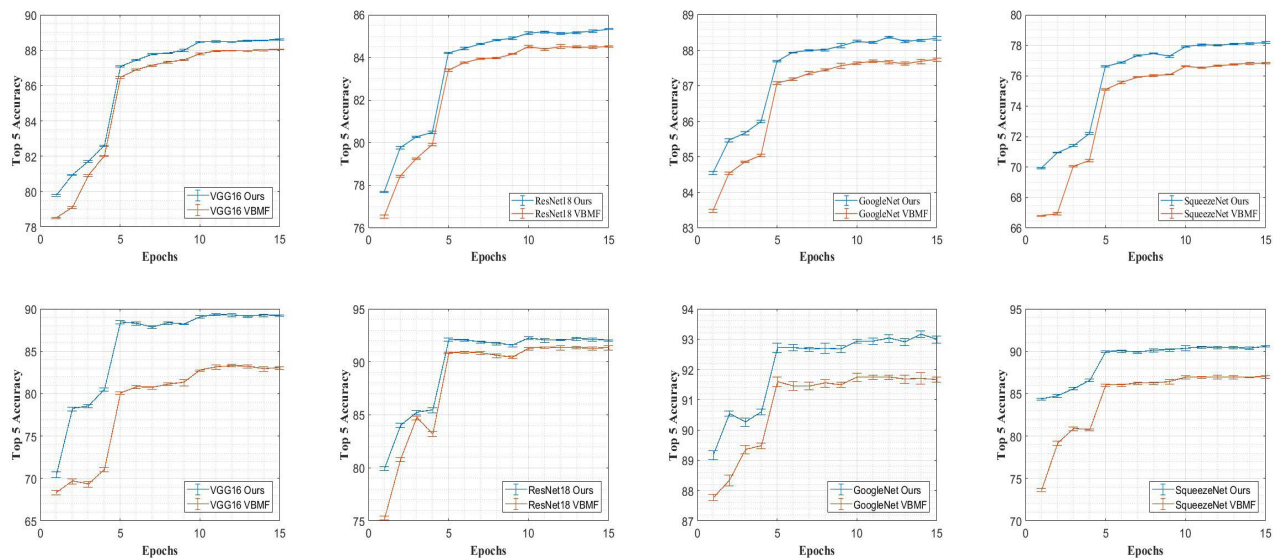 90
88
86
84
82
80
78
0 5 10 15
Top 5 Accuracy
Epochs
VGG16 Ours
VGG16 VBMF
86
84
82
80
78
76
0 5 10 15
Top 5 Accuracy
Epochs
ResNet18 Ours
ResNet18 VBMF
89
88
87
86
85
84
83
0 5 10 15
Top 5 Accuracy
Epochs
GoogleNet Ours
GoogleNet VBMF
80
78
76
74
72
70
68
66
0 5 10 15
Top 5 Accuracy
Epochs
SqueezeNet Ours
SqueezeNet VBMF
90
85
80
75
70
65
0 5 10 15
Top 5 Accuracy
Epochs
VGG16 Ours
VGG16 VBMF
95
90
85
80
75
0 5 10 15
Top 5 Accuracy
Epochs
ResNet18 Ours
ResNet18 VBMF
94
93
92
91
90
89
88
87
0 5 10 15
Top 5 Accuracy
Epochs
GoogleNet Ours
GoogleNet VBMF
95
90
85
80
75
70
0 5 10 15
Top 5 Accuracy
Epochs
SqueezeNet Ours
SqueezeNet VBMF